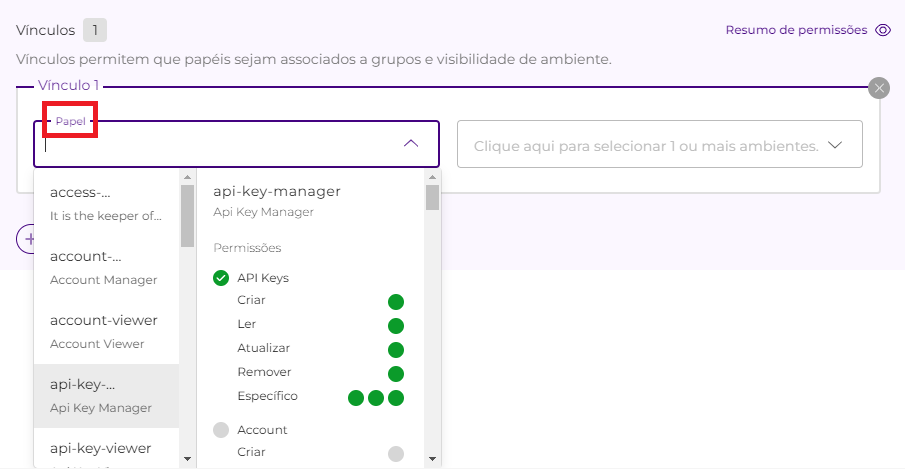 Vínculos 1
Resumo de permissões
Vínculos permitem que papéis sejam associados a grupos e visibilidade de ambiente.
Vínculo 1
Papel
Clique aqui para selecionar 1 ou mais ambientes.
access-...
It is the keeper of...
account-...
Account Manager
account-viewer
Account Viewer
api-key-...
Api Key Manager
api-key-viewer
api-key-manager
Api Key Manager
Permissões
API Keys
Criar
Ler
Atualizar
Remover
Específico
Account
Criar